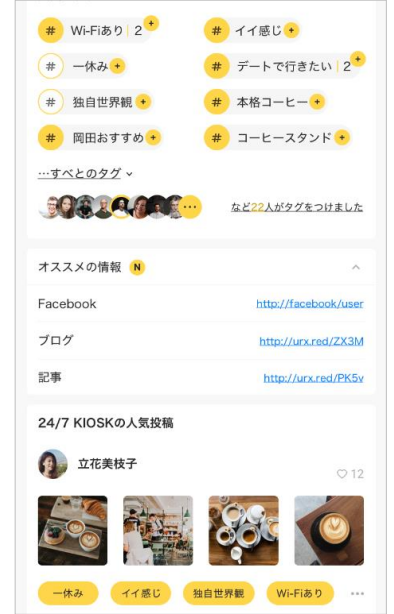 # Wi-Fiあり | 2 +
# イイ感じ +
# 一休み +
# デートで行きたい | 2 +
# 独自世界観 +
# 本格コーヒー +
# 岡田おすすめ +
# コーヒースタンド +
…すべとのタグ
など22人がタグをつけました
オススメの情報 N
Facebook http://facebook/user
ブログ http://urx.red/ZX3M
記事 http://urx.red/PK5v
24/7 KIOSKの人気投稿
立花美枝子
12
一休み イイ感じ 独自世界観 Wi-Fiあり …